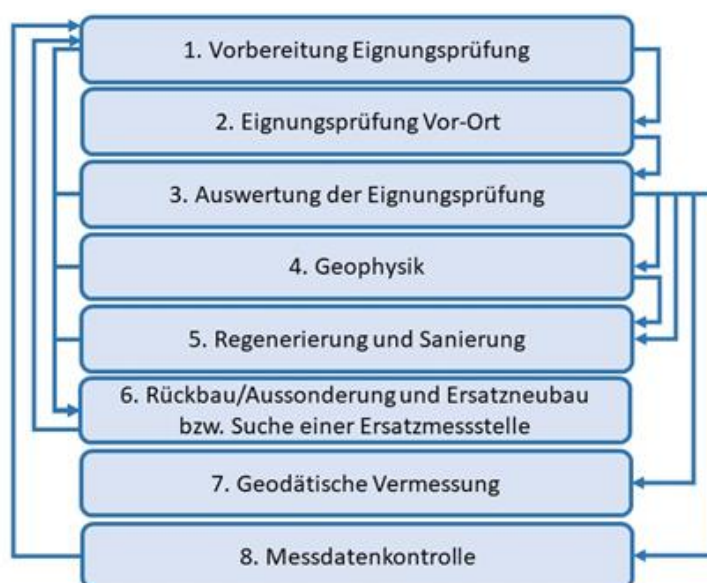 1. Vorbereitung Eignungsprüfung
2. Eignungsprüfung Vor-Ort
3. Auswertung der Eignungsprüfung
4. Geophysik
5. Regenerierung und Sanierung
6. Rückbau/Aussonderung und Ersatzneubau
bzw. Suche einer Ersatzmessstelle
7. Geodätische Vermessung
8. Messdatenkontrolle